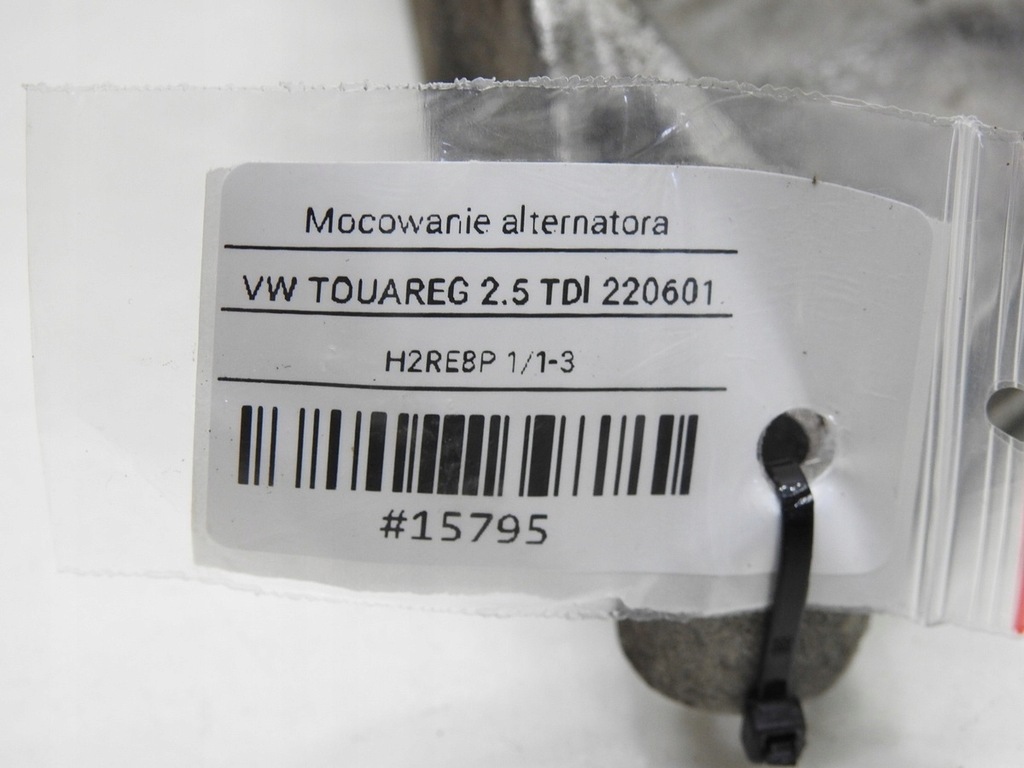 Mocowanie alternatora
VW TOUAREG 2.5 TDI 220601
H2RE8P 1/1-3
#15795